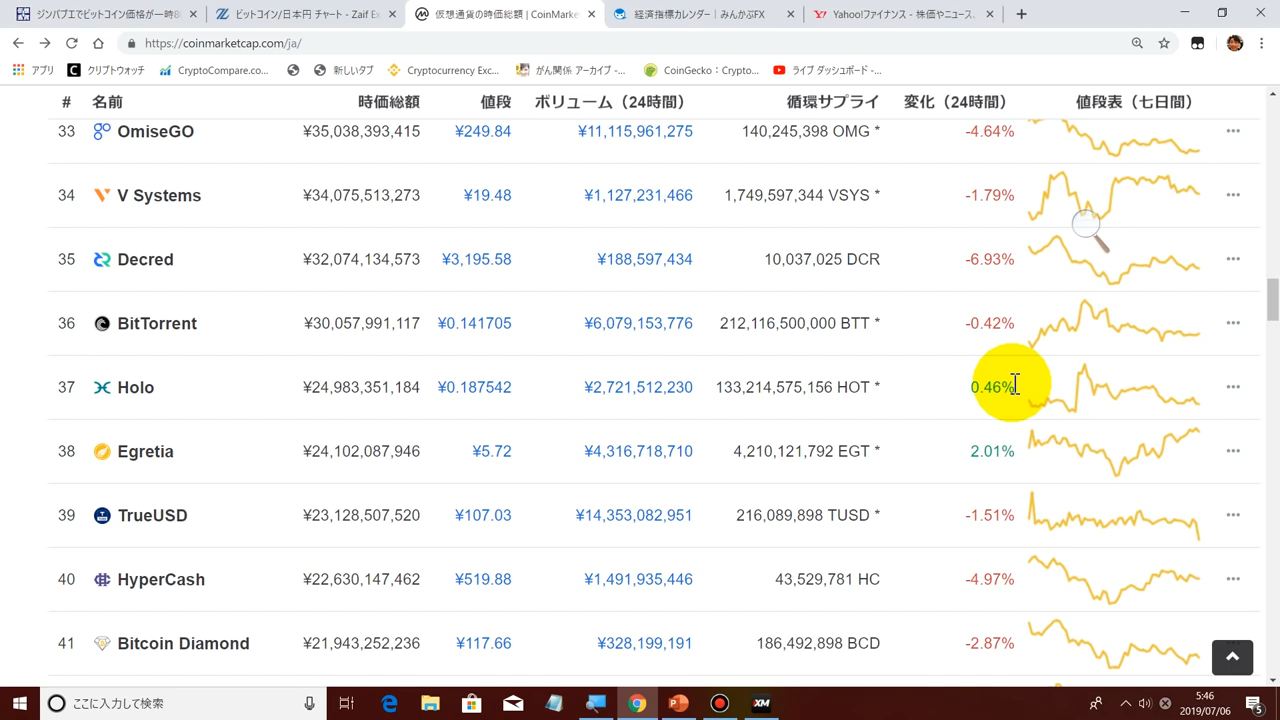 ジンバブエでビットコイン価格が一時8
ビットコイン/日本円 チャート - Zaif Ex
仮想通貨の時価総額 | CoinMarke
経済指標カレンダー | みんかぶFX
Yahoo!ファイナンス - 株価やニュース、
https://coinmarketcap.com/ja/
アプリ クリプトウォッチ CryptoCompare.co... 新しいタブ Cryptocurrency Exc... がん関係 アーカイブ -... CoinGecko：Crypto... ライブ ダッシュボード -...
# 名前 時価総額 値段 ボリューム（24時間） 循環サプライ 変化（24時間） 値段表（七日間）
33 OmiseGO ¥35,038,393,415 ¥249.84 ¥11,115,961,275 140,245,398 OMG * -4.64%
34 V Systems ¥34,075,513,273 ¥19.48 ¥1,127,231,466 1,749,597,344 VSYS * -1.79%
35 Decred ¥32,074,134,573 ¥3,195.58 ¥188,597,434 10,037,025 DCR -6.93%
36 BitTorrent ¥30,057,991,117 ¥0.141705 ¥6,079,153,776 212,116,500,000 BTT * -0.42%
37 Holo ¥24,983,351,184 ¥0.187542 ¥2,721,512,230 133,214,575,156 HOT * 0.46%
38 Egretia ¥24,102,087,946 ¥5.72 ¥4,316,718,710 4,210,121,792 EGT * 2.01%
39 TrueUSD ¥23,128,507,520 ¥107.03 ¥14,353,082,951 216,089,898 TUSD * -1.51%
40 HyperCash ¥22,630,147,462 ¥519.88 ¥1,491,935,446 43,529,781 HC -4.97%
41 Bitcoin Diamond ¥21,943,252,236 ¥117.66 ¥328,199,191 186,492,898 BCD -2.87%
ここに入力して検索
XM
5:46
2019/07/06
5